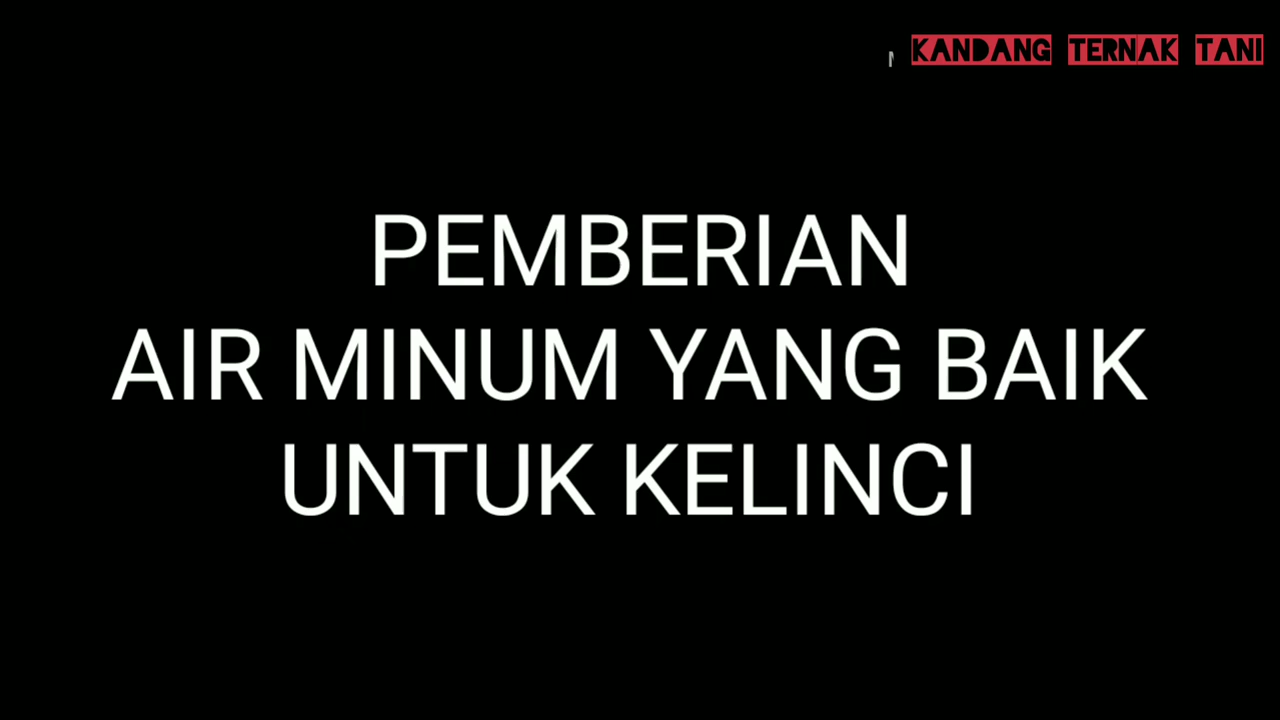 KANDANG TERNAK TANI
PEMBERIAN
AIR MINUM YANG BAIK
UNTUK KELINCI